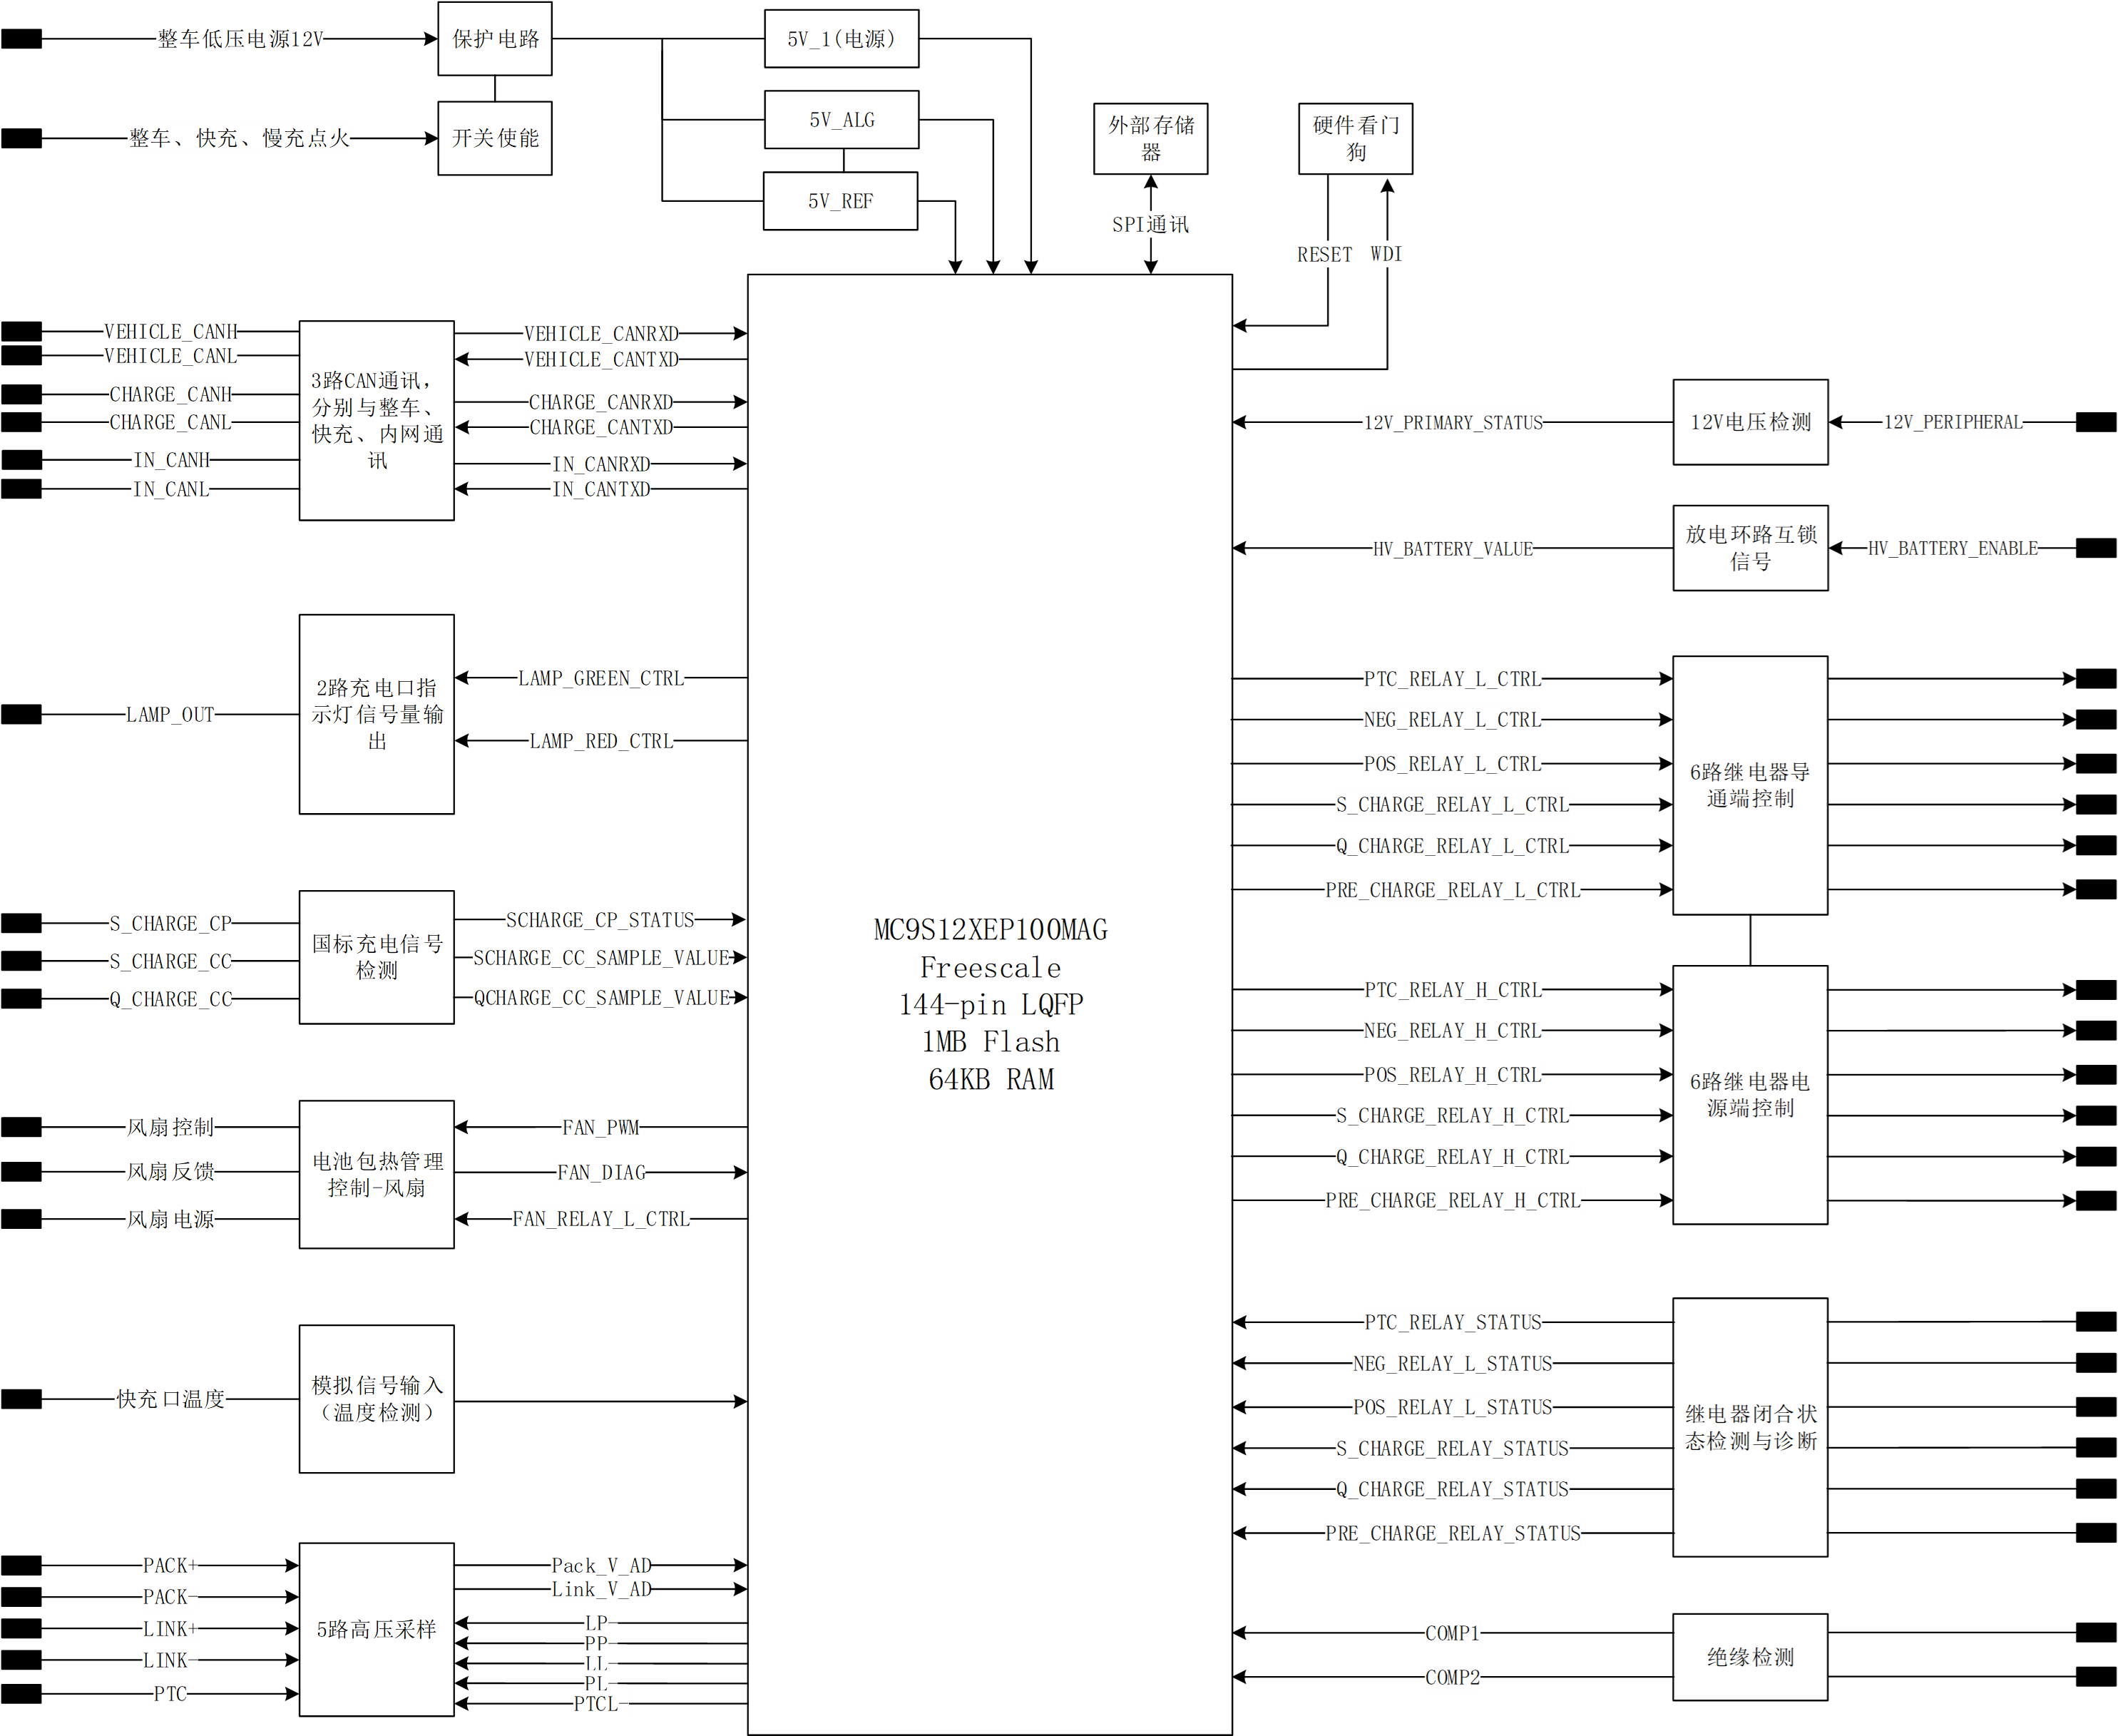 整车低压电源12V
保护电路
5V_1(电源)
整车、快充、慢充点火
开关使能
5V_ALG
5V_REF
外部存储
器
SPI通讯
硬件看门
狗
RESET
WDI
VEHICLE_CANH
VEHICLE_CANL
CHARGE_CANH
CHARGE_CANL
IN_CANH
IN_CANL
3路CAN通讯，
分别与整车、
快充、内网通
讯
VEHICLE_CANRXD
VEHICLE_CANTXD
CHARGE_CANRXD
CHARGE_CANTXD
IN_CANRXD
IN_CANTXD
LAMP_OUT
2路充电口指
示灯信号量输
出
LAMP_GREEN_CTRL
LAMP_RED_CTRL
S_CHARGE_CP
S_CHARGE_CC
Q_CHARGE_CC
国标充电信号
检测
SCHARGE_CP_STATUS
SCHARGE_CC_SAMPLE_VALUE
QCHARGE_CC_SAMPLE_VALUE
风扇控制
风扇反馈
风扇电源
电池包热管理
控制-风扇
FAN_PWM
FAN_DIAG
FAN_RELAY_L_CTRL
快充口温度
模拟信号输入
（温度检测）
PACK+
PACK-
LINK+
LINK-
PTC
5路高压采样
Pack_V_AD
Link_V_AD
LP-
PP-
LL-
PL-
PTCL-
MC9S12XEP100MAG
Freescale
144-pin LQFP
1MB Flash
64KB RAM
12V_PRIMARY_STATUS
12V电压检测
12V_PERIPHERAL
HV_BATTERY_VALUE
放电环路互锁
信号
HV_BATTERY_ENABLE
PTC_RELAY_L_CTRL
NEG_RELAY_L_CTRL
POS_RELAY_L_CTRL
S_CHARGE_RELAY_L_CTRL
Q_CHARGE_RELAY_L_CTRL
PRE_CHARGE_RELAY_L_CTRL
6路继电器导
通端控制
PTC_RELAY_H_CTRL
NEG_RELAY_H_CTRL
POS_RELAY_H_CTRL
S_CHARGE_RELAY_H_CTRL
Q_CHARGE_RELAY_H_CTRL
PRE_CHARGE_RELAY_H_CTRL
6路继电器电
源端控制
PTC_RELAY_STATUS
NEG_RELAY_L_STATUS
POS_RELAY_L_STATUS
S_CHARGE_RELAY_STATUS
Q_CHARGE_RELAY_STATUS
PRE_CHARGE_RELAY_STATUS
继电器闭合状
态检测与诊断
COMP1
COMP2
绝缘检测